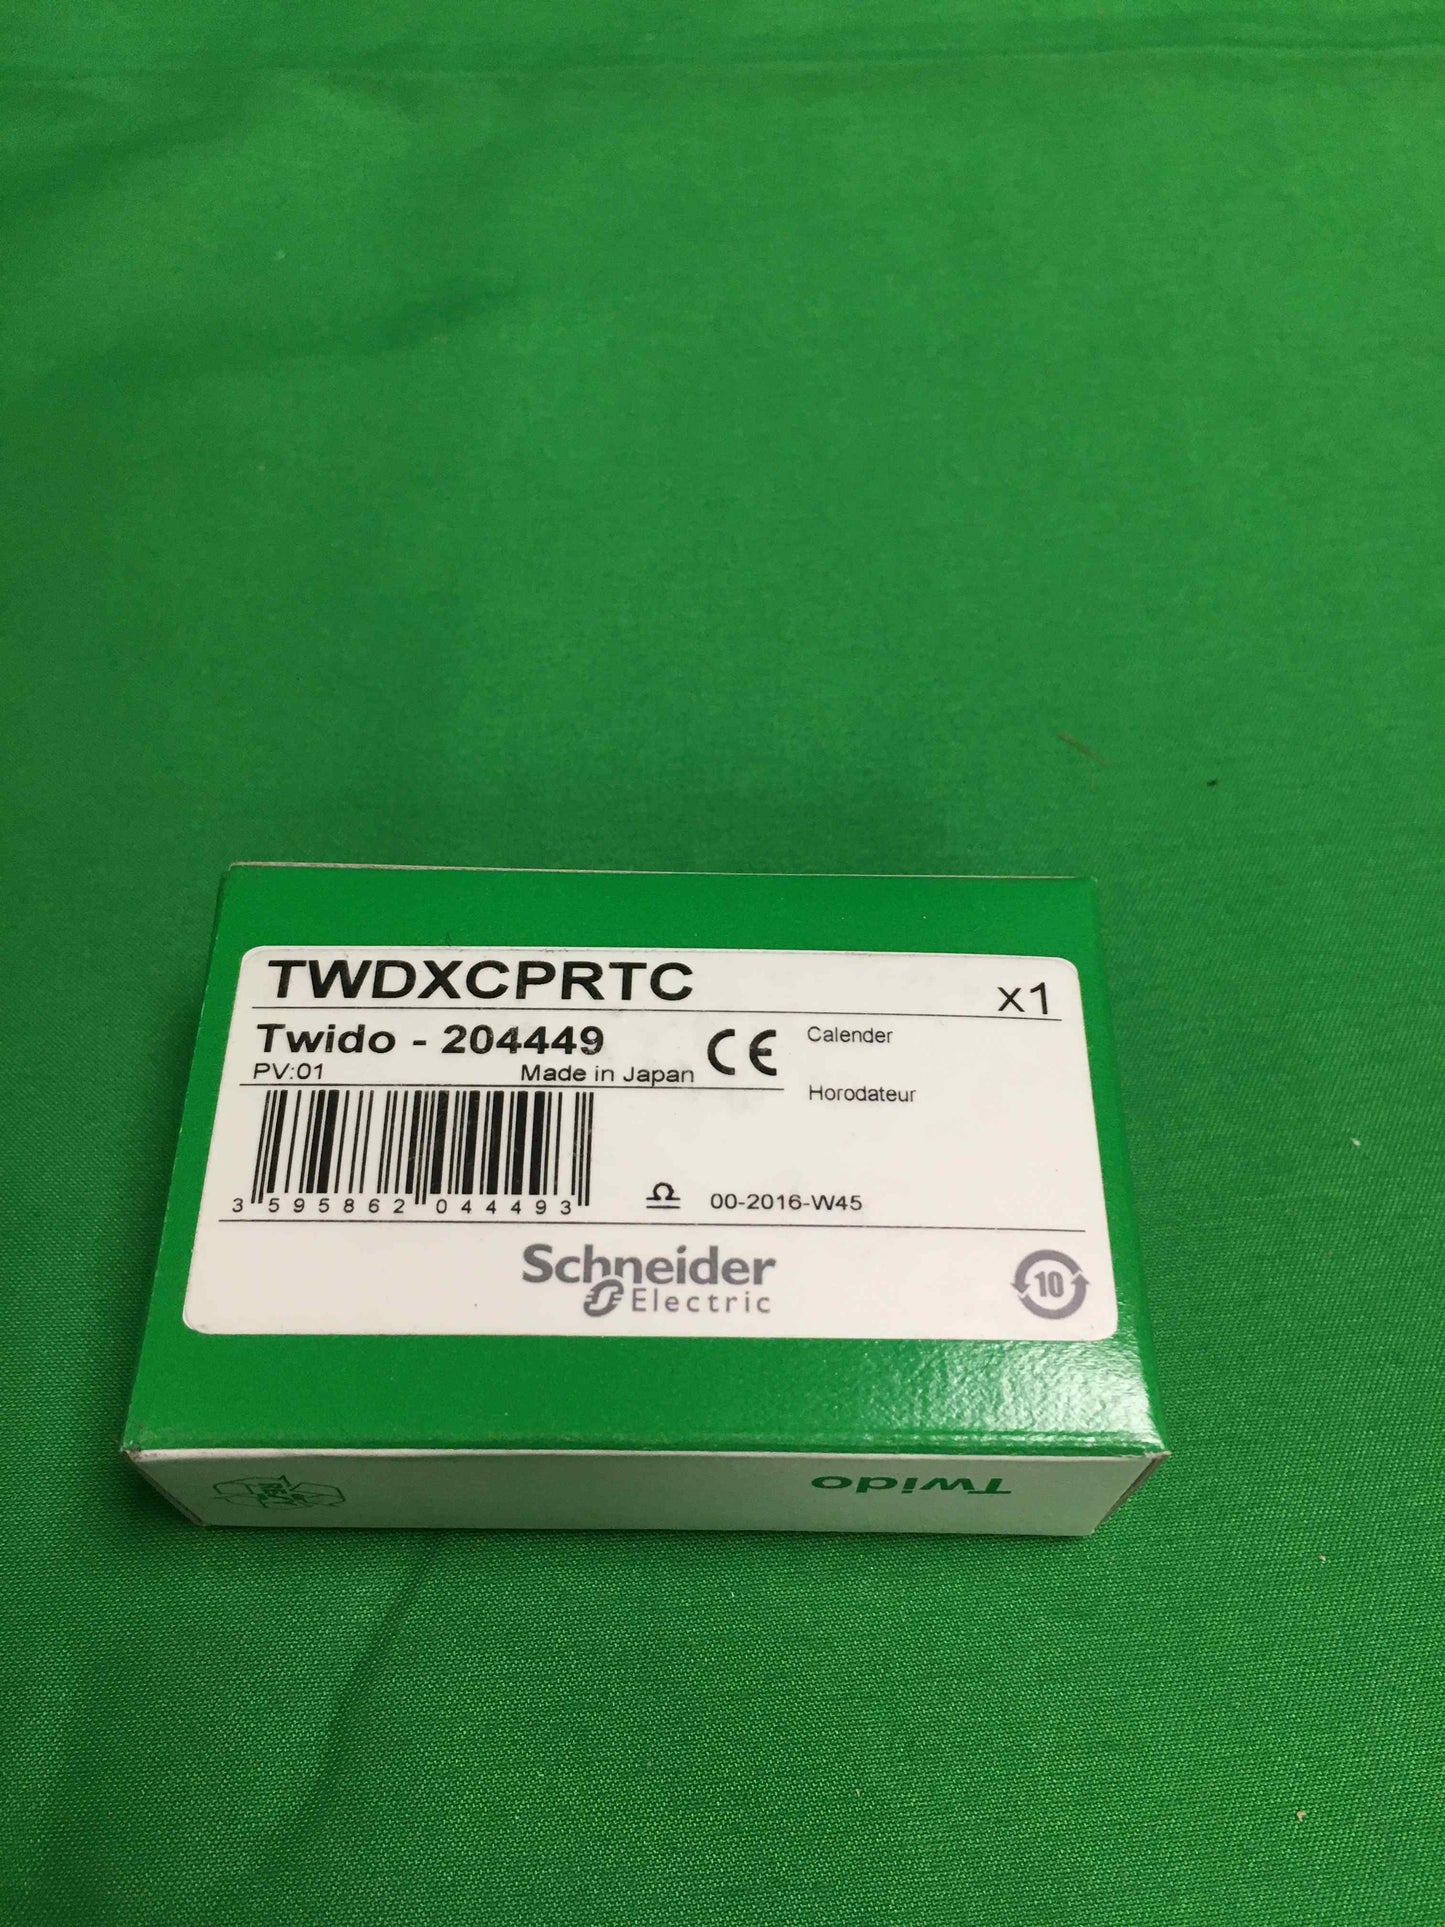 TWDXCPRTC
x1
Twido - 204449
PV:01
Made in Japan
CE
Calender
Horodateur
3 595862 044493
00-2016-W45
Schneider
Electric
10
Twido